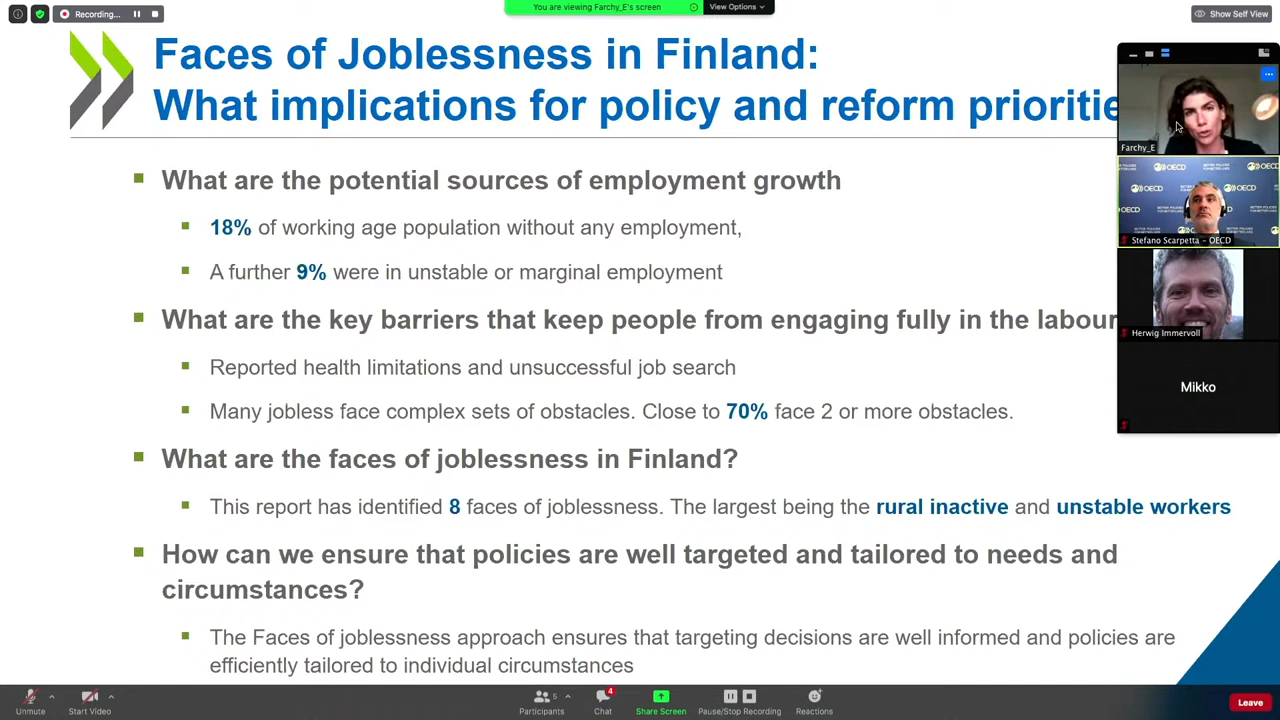 Recording...
You are viewing Farchy_E's screen
View Options
Show Self View
Faces of Joblessness in Finland:
What implications for policy and reform prioritie
What are the potential sources of employment growth
18% of working age population without any employment,
A further 9% were in unstable or marginal employment
What are the key barriers that keep people from engaging fully in the labour
Reported health limitations and unsuccessful job search
Many jobless face complex sets of obstacles. Close to 70% face 2 or more obstacles.
What are the faces of joblessness in Finland?
This report has identified 8 faces of joblessness. The largest being the rural inactive and unstable workers
How can we ensure that policies are well targeted and tailored to needs and
circumstances?
The Faces of joblessness approach ensures that targeting decisions are well informed and policies are
efficiently tailored to individual circumstances
Farchy_E
OECD
OECD
OECD
OECD
Stefano Scarpetta - OECD
Herwig Immervoll
Mikko
Unmute
Start Video
5
Participants
4
Chat
Share Screen
Pause/Stop Recording
Reactions
Leave